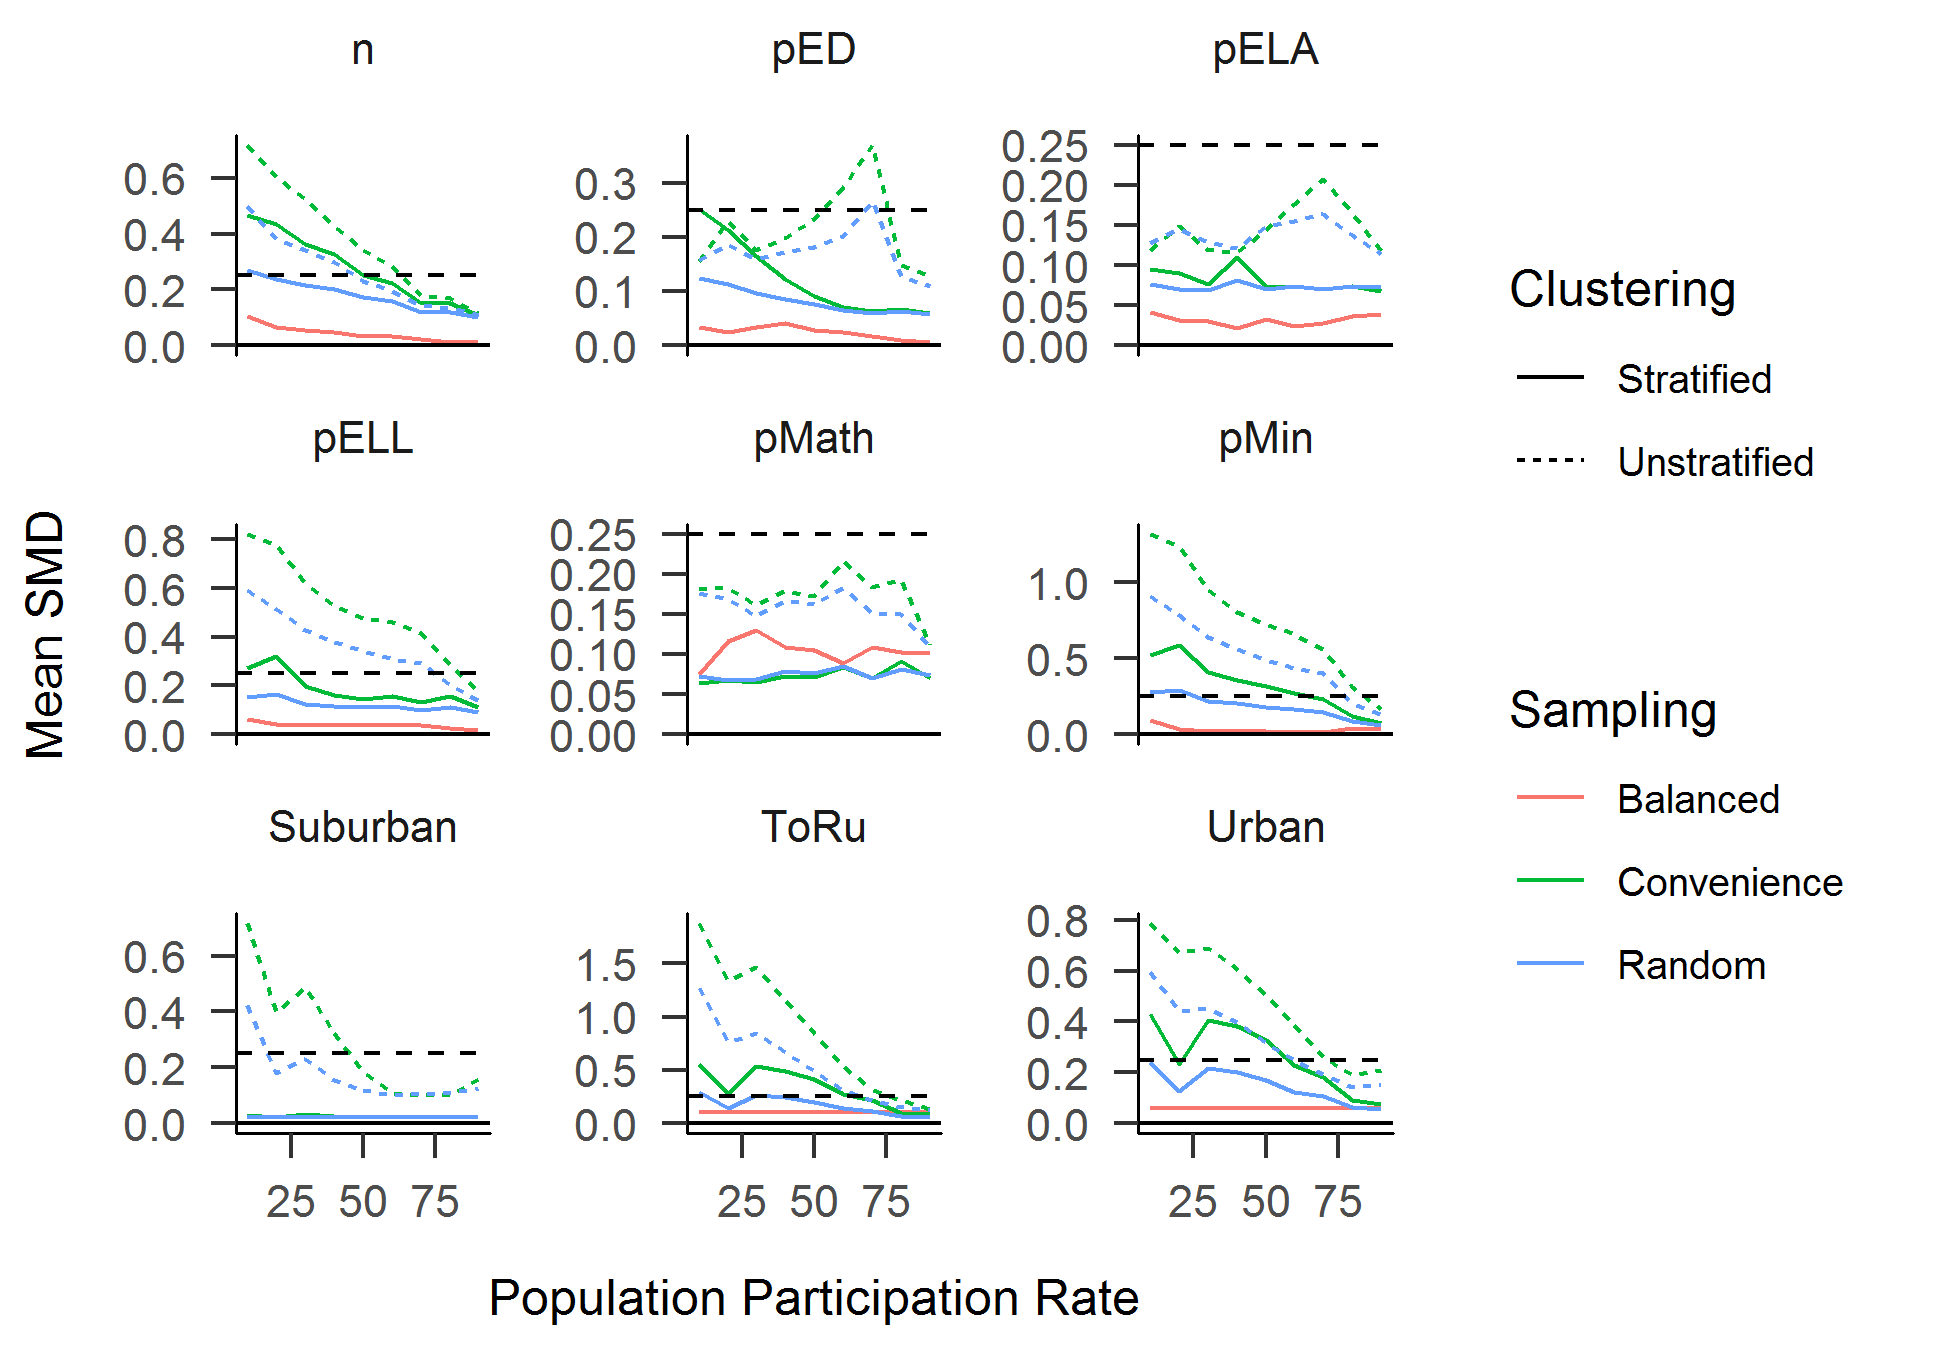 n
pED
pELA
0.6
0.4
0.2
0.0
0.3
0.2
0.1
0.0
0.25
0.20
0.15
0.10
0.05
0.00
pELL
pMath
pMin
0.8
0.6
0.4
0.2
0.0
0.25
0.20
0.15
0.10
0.05
0.00
1.0
0.5
0.0
Suburban
ToRu
Urban
0.6
0.4
0.2
0.0
1.5
1.0
0.5
0.0
0.8
0.6
0.4
0.2
0.0
25 50 75
25 50 75
25 50 75
Mean SMD
Population Participation Rate
Clustering
Stratified
Unstratified
Sampling
Balanced
Convenience
Random